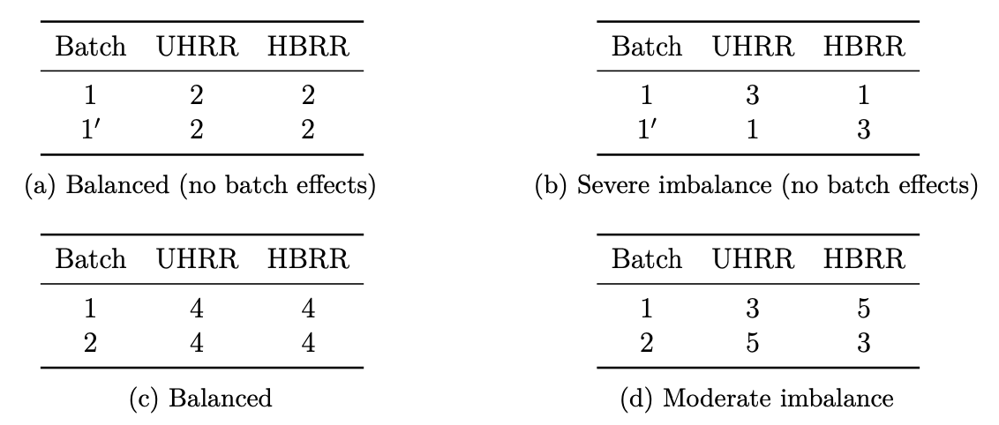 Batch UHRR HBRR
1 2 2
1′ 2 2
(a) Balanced (no batch effects)
Batch UHRR HBRR
1 3 1
1′ 1 3
(b) Severe imbalance (no batch effects)
Batch UHRR HBRR
1 4 4
2 4 4
(c) Balanced
Batch UHRR HBRR
1 3 5
2 5 3
(d) Moderate imbalance